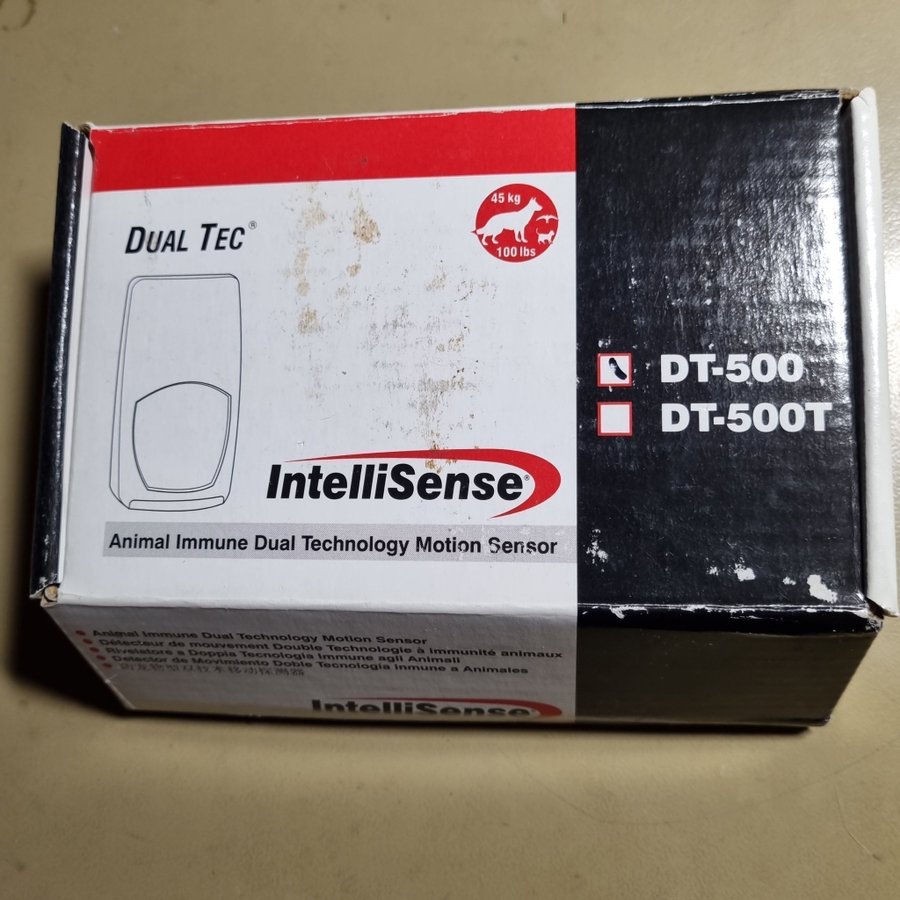 DUAL TEC®
45 kg
100 lbs
DT-500
DT-500T
IntelliSense®
Animal Immune Dual Technology Motion Sensor
Animal Immune Dual Technology Motion Sensor
Détecteur de mouvement Double Technologie à immunité animaux
Rivelatore a Doppia Tecnologia Immune agli Animali
Detector de Movimiento Doble Tecnologia Inmune a Animales
IntelliSense